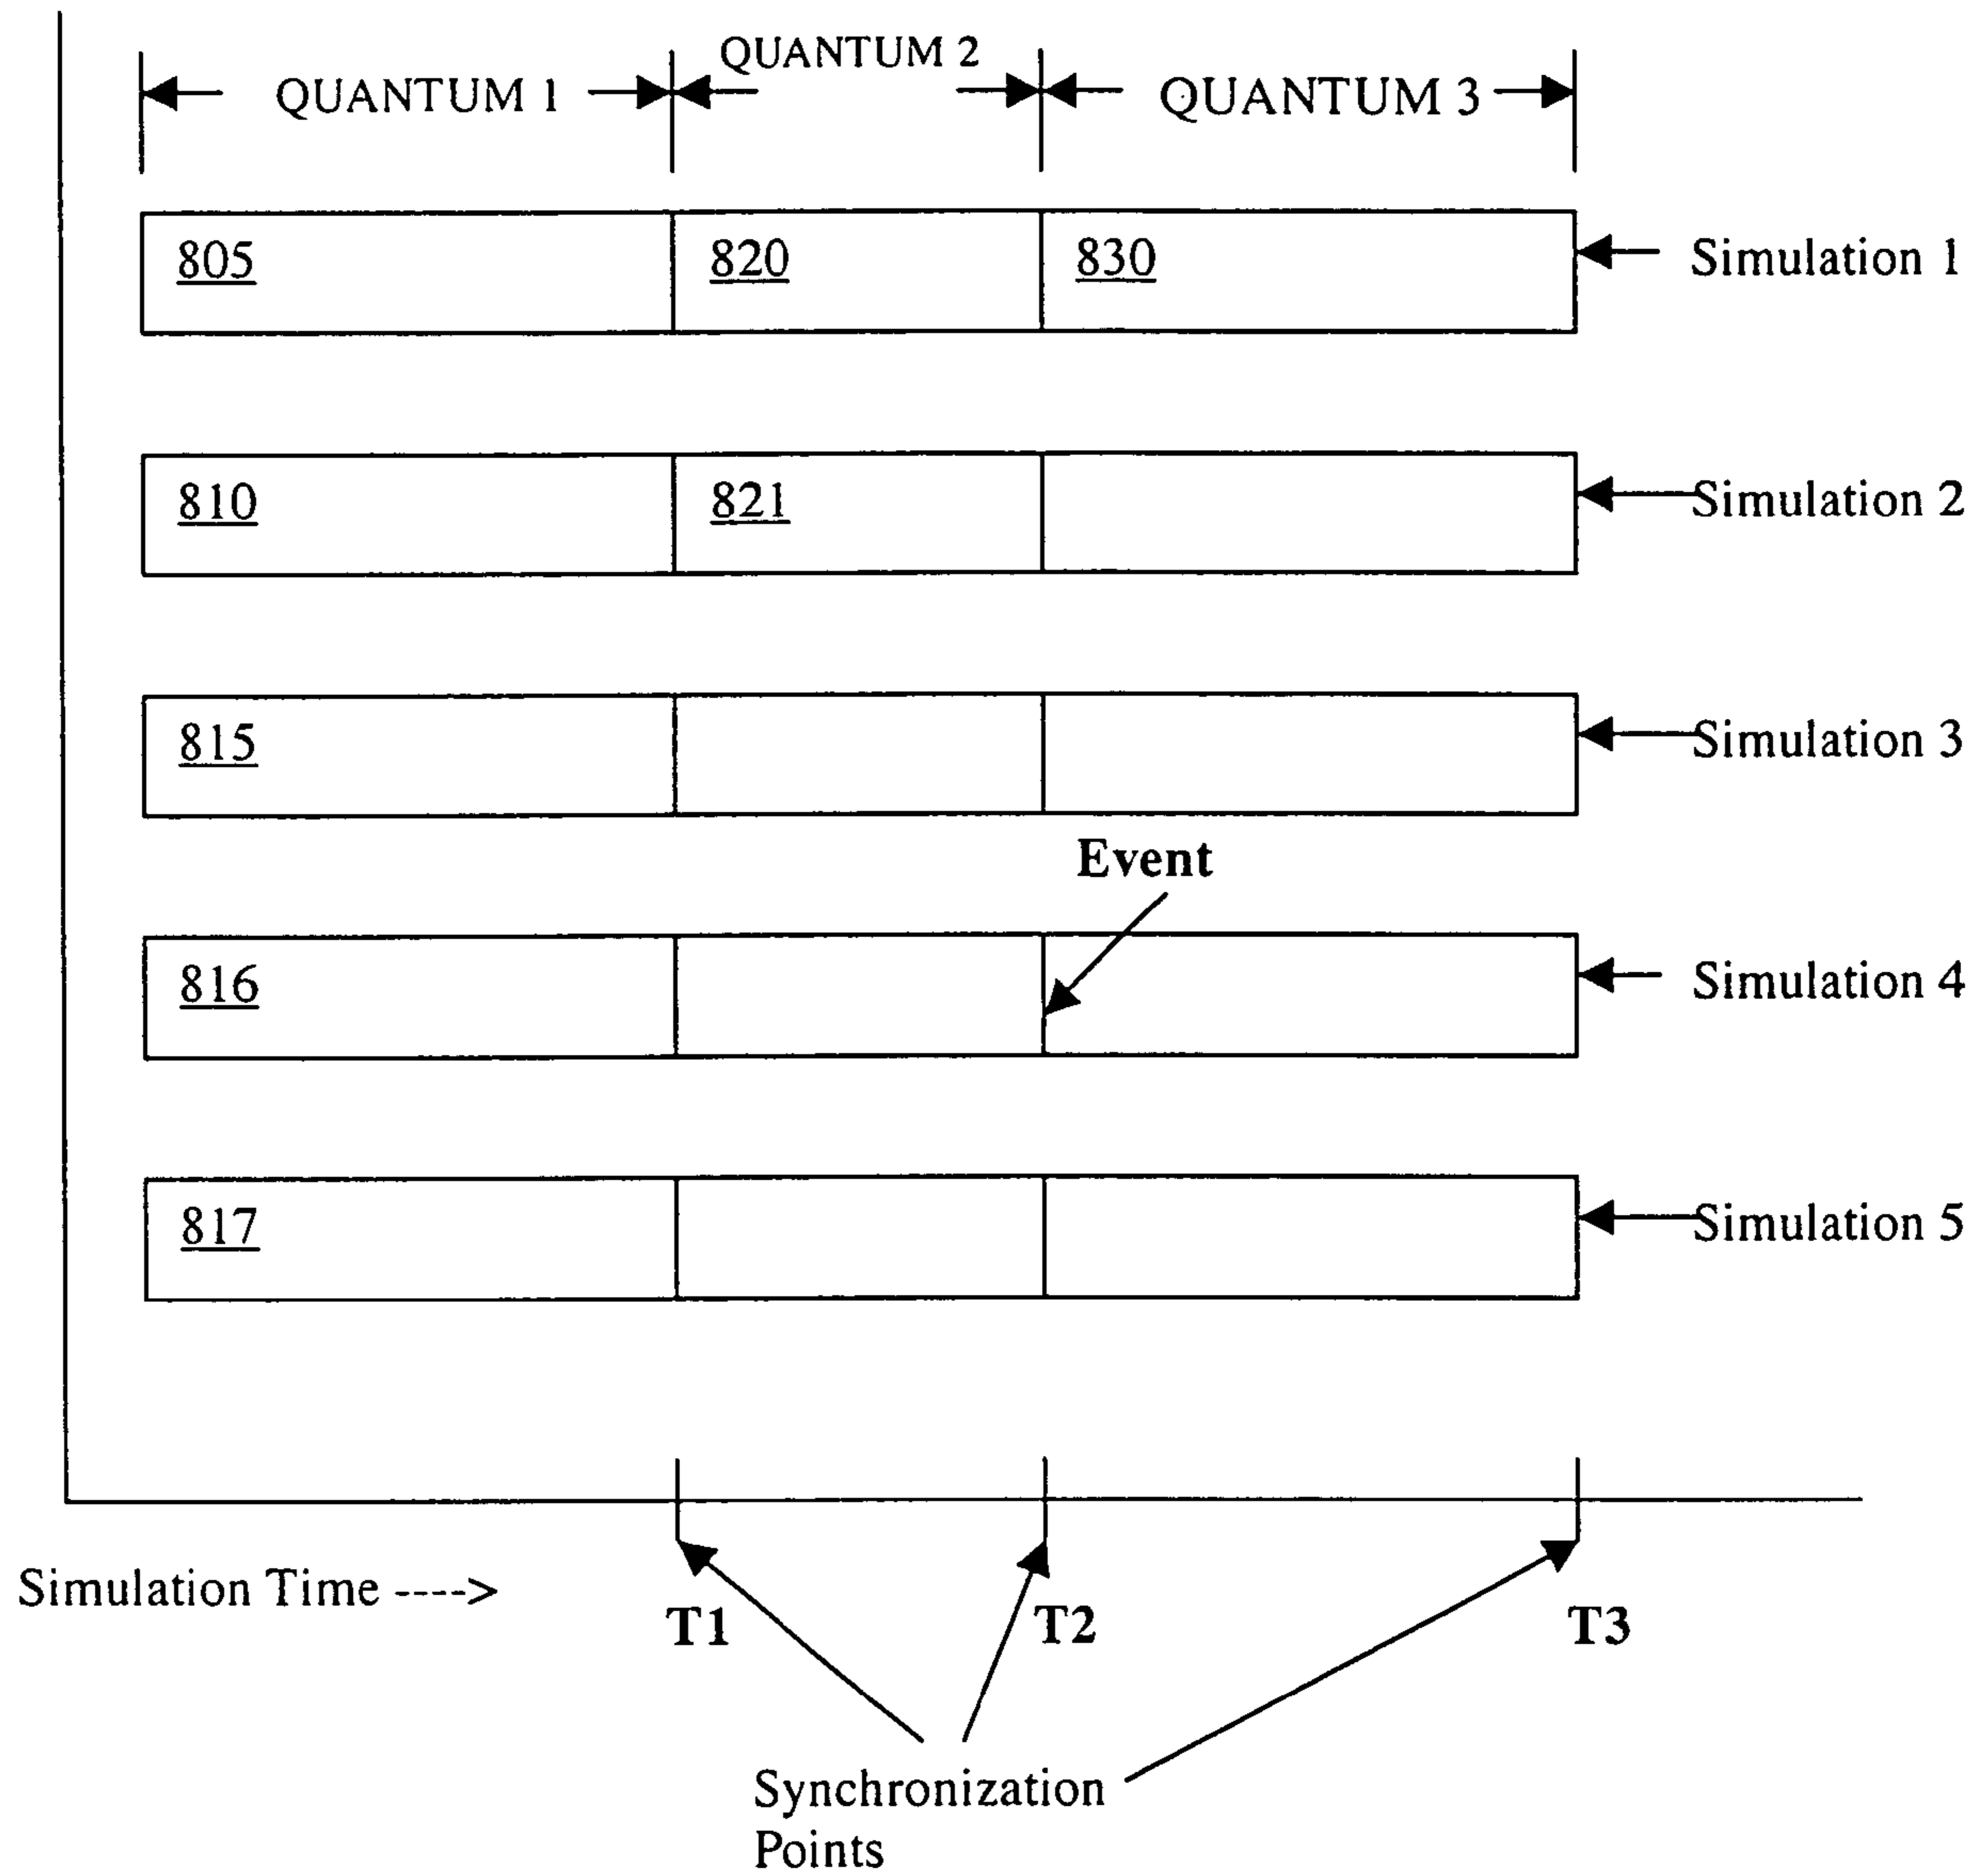 QUANTUM 1
QUANTUM 2
QUANTUM 3
805
820
830
Simulation 1
810
821
Simulation 2
815
Simulation 3
Event
816
Simulation 4
817
Simulation 5
Simulation Time ---->
T1
T2
T3
Synchronization
Points